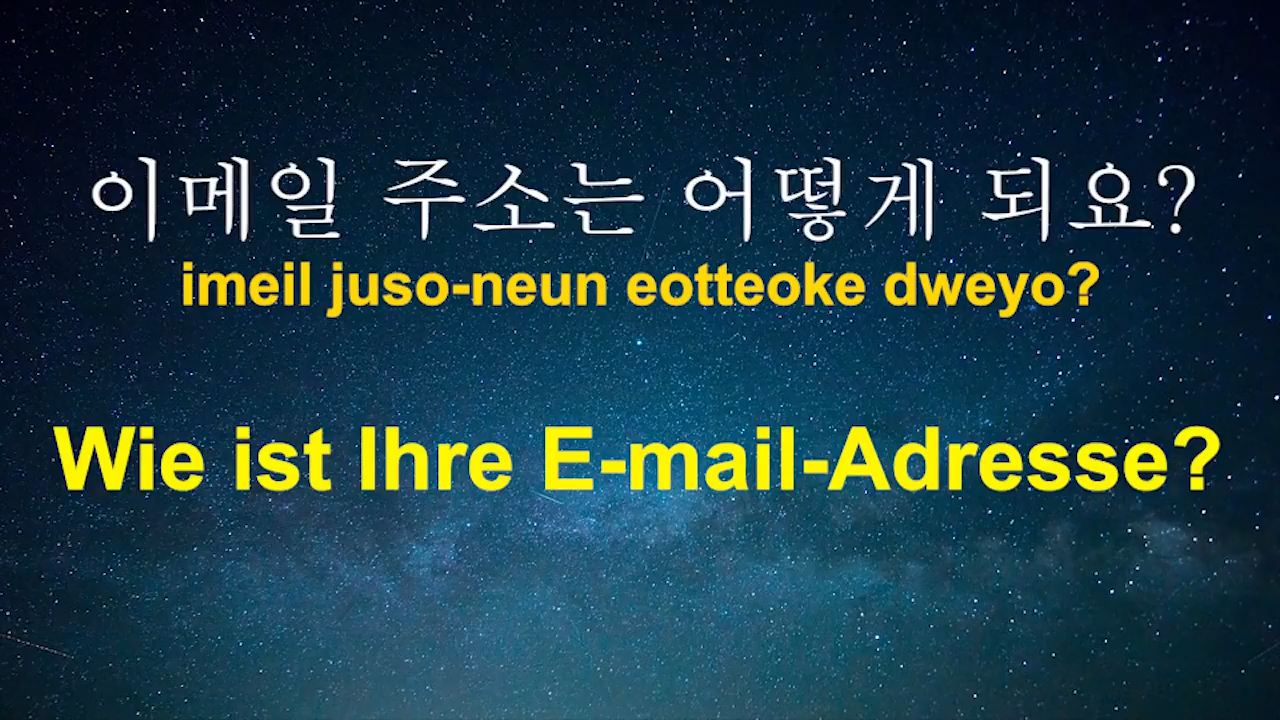 이메일 주소는 어떻게 되요?
imeil juso-neun eotteoke dweyo?
Wie ist Ihre E-mail-Adresse?